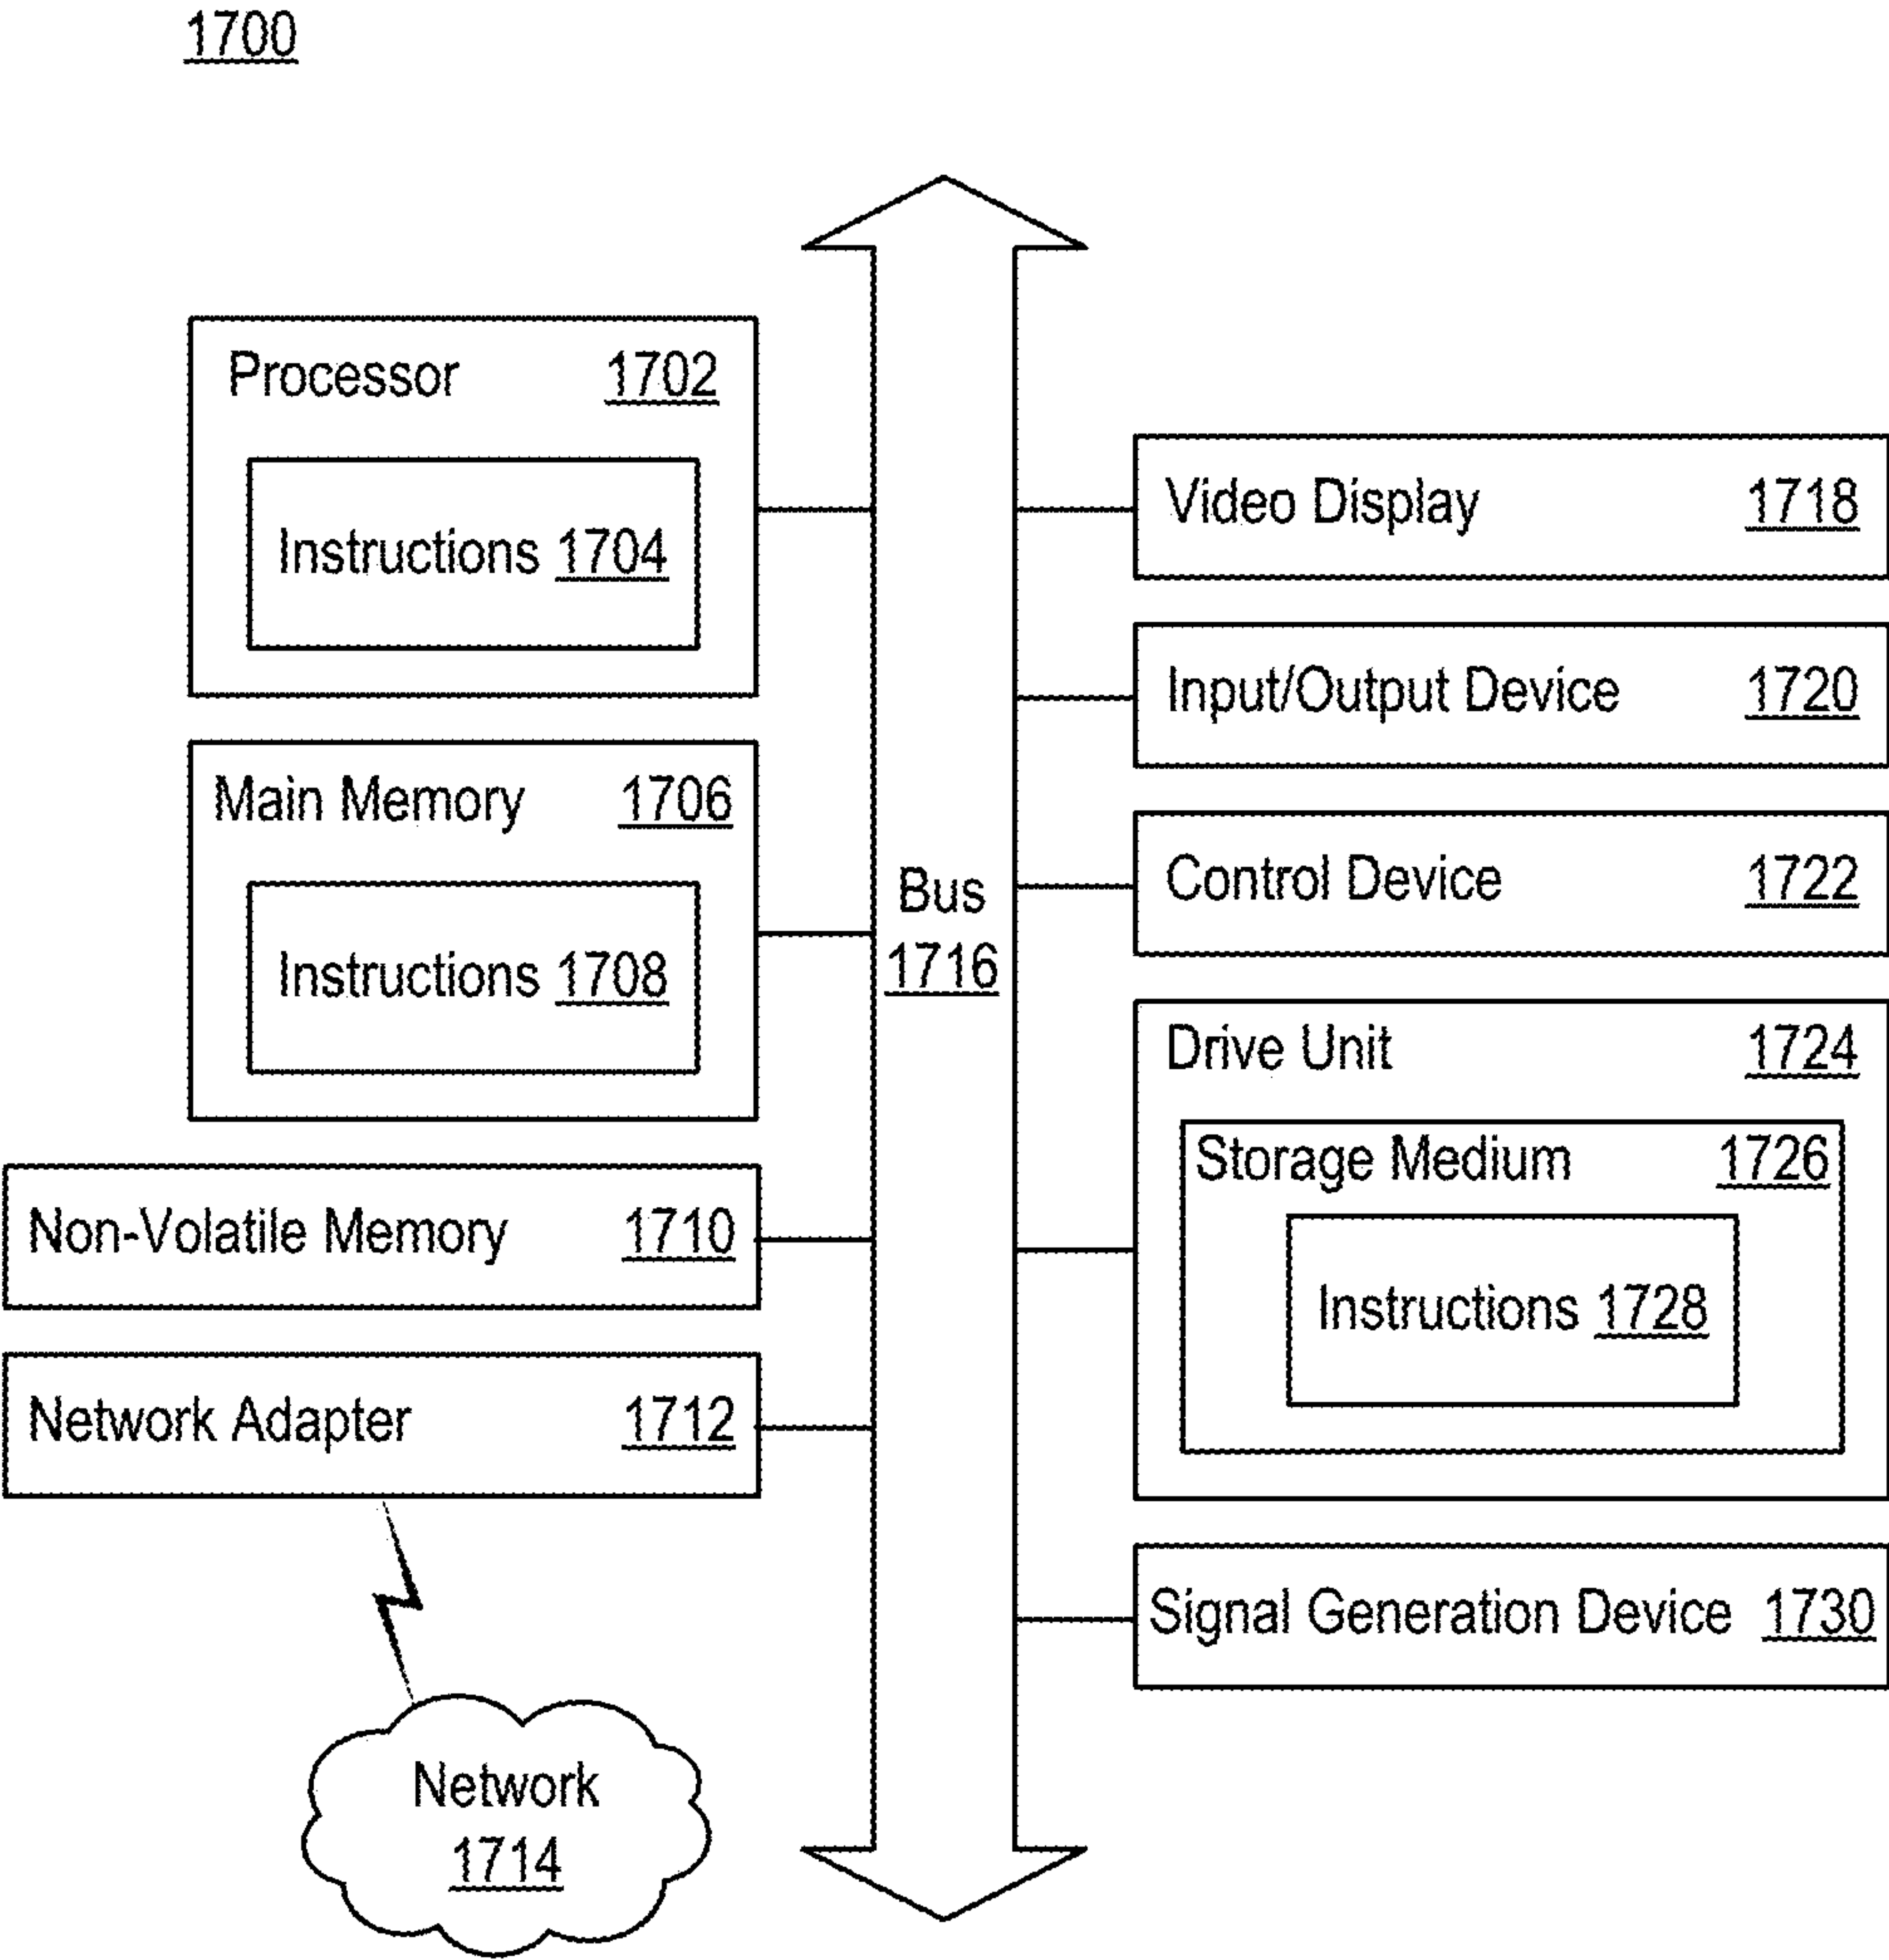 1700
Processor 1702
Instructions 1704
Main Memory 1706
Instructions 1708
Non-Volatile Memory 1710
Network Adapter 1712
Network
1714
Bus
1716
Video Display 1718
Input/Output Device 1720
Control Device 1722
Drive Unit 1724
Storage Medium 1726
Instructions 1728
Signal Generation Device 1730